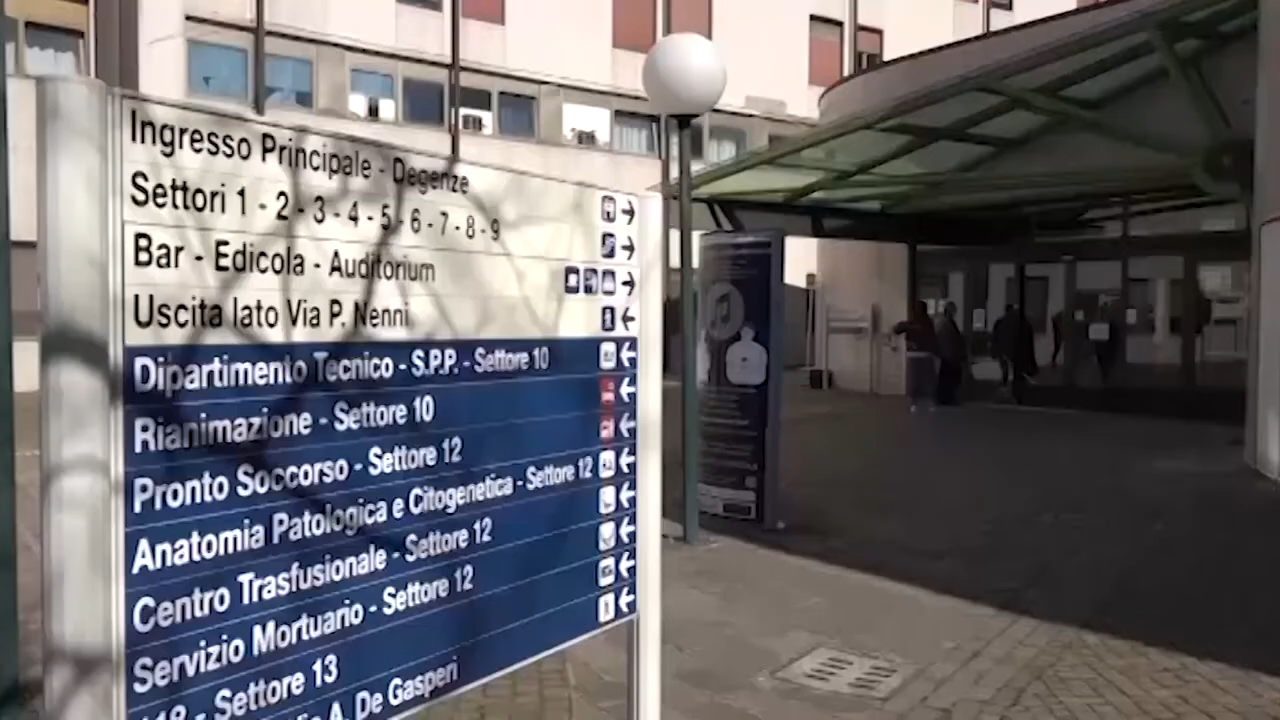 Ingresso Principale - Degenze
Settori 1 - 2 - 3 - 4 - 5 - 6 - 7 - 8 - 9
Bar - Edicola - Auditorium
Uscita lato Via P. Nenni
Dipartimento Tecnico - S.P.P. - Settore 10
Rianimazione - Settore 10
Pronto Soccorso - Settore 12
Anatomia Patologica e Citogenetica - Settore 12
Centro Trasfusionale - Settore 12
Servizio Mortuario - Settore 12
118 - Settore 13
A. De Gasperi